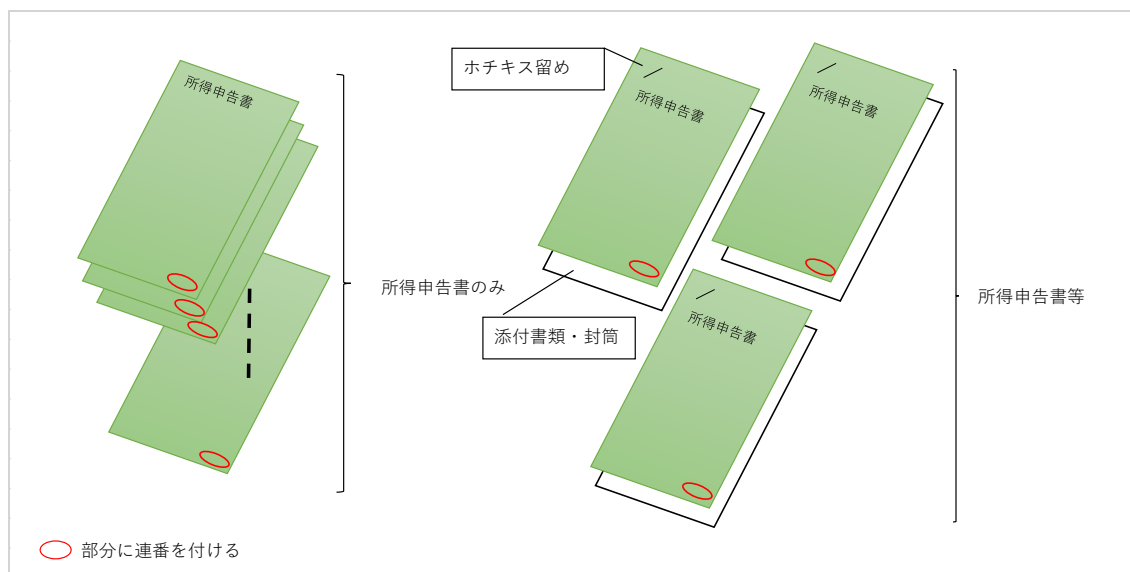 所得申告書
所得申告書のみ
ホチキス留め
所得申告書
所得申告書
添付書類・封筒
所得申告書
所得申告書等
部分に連番を付ける